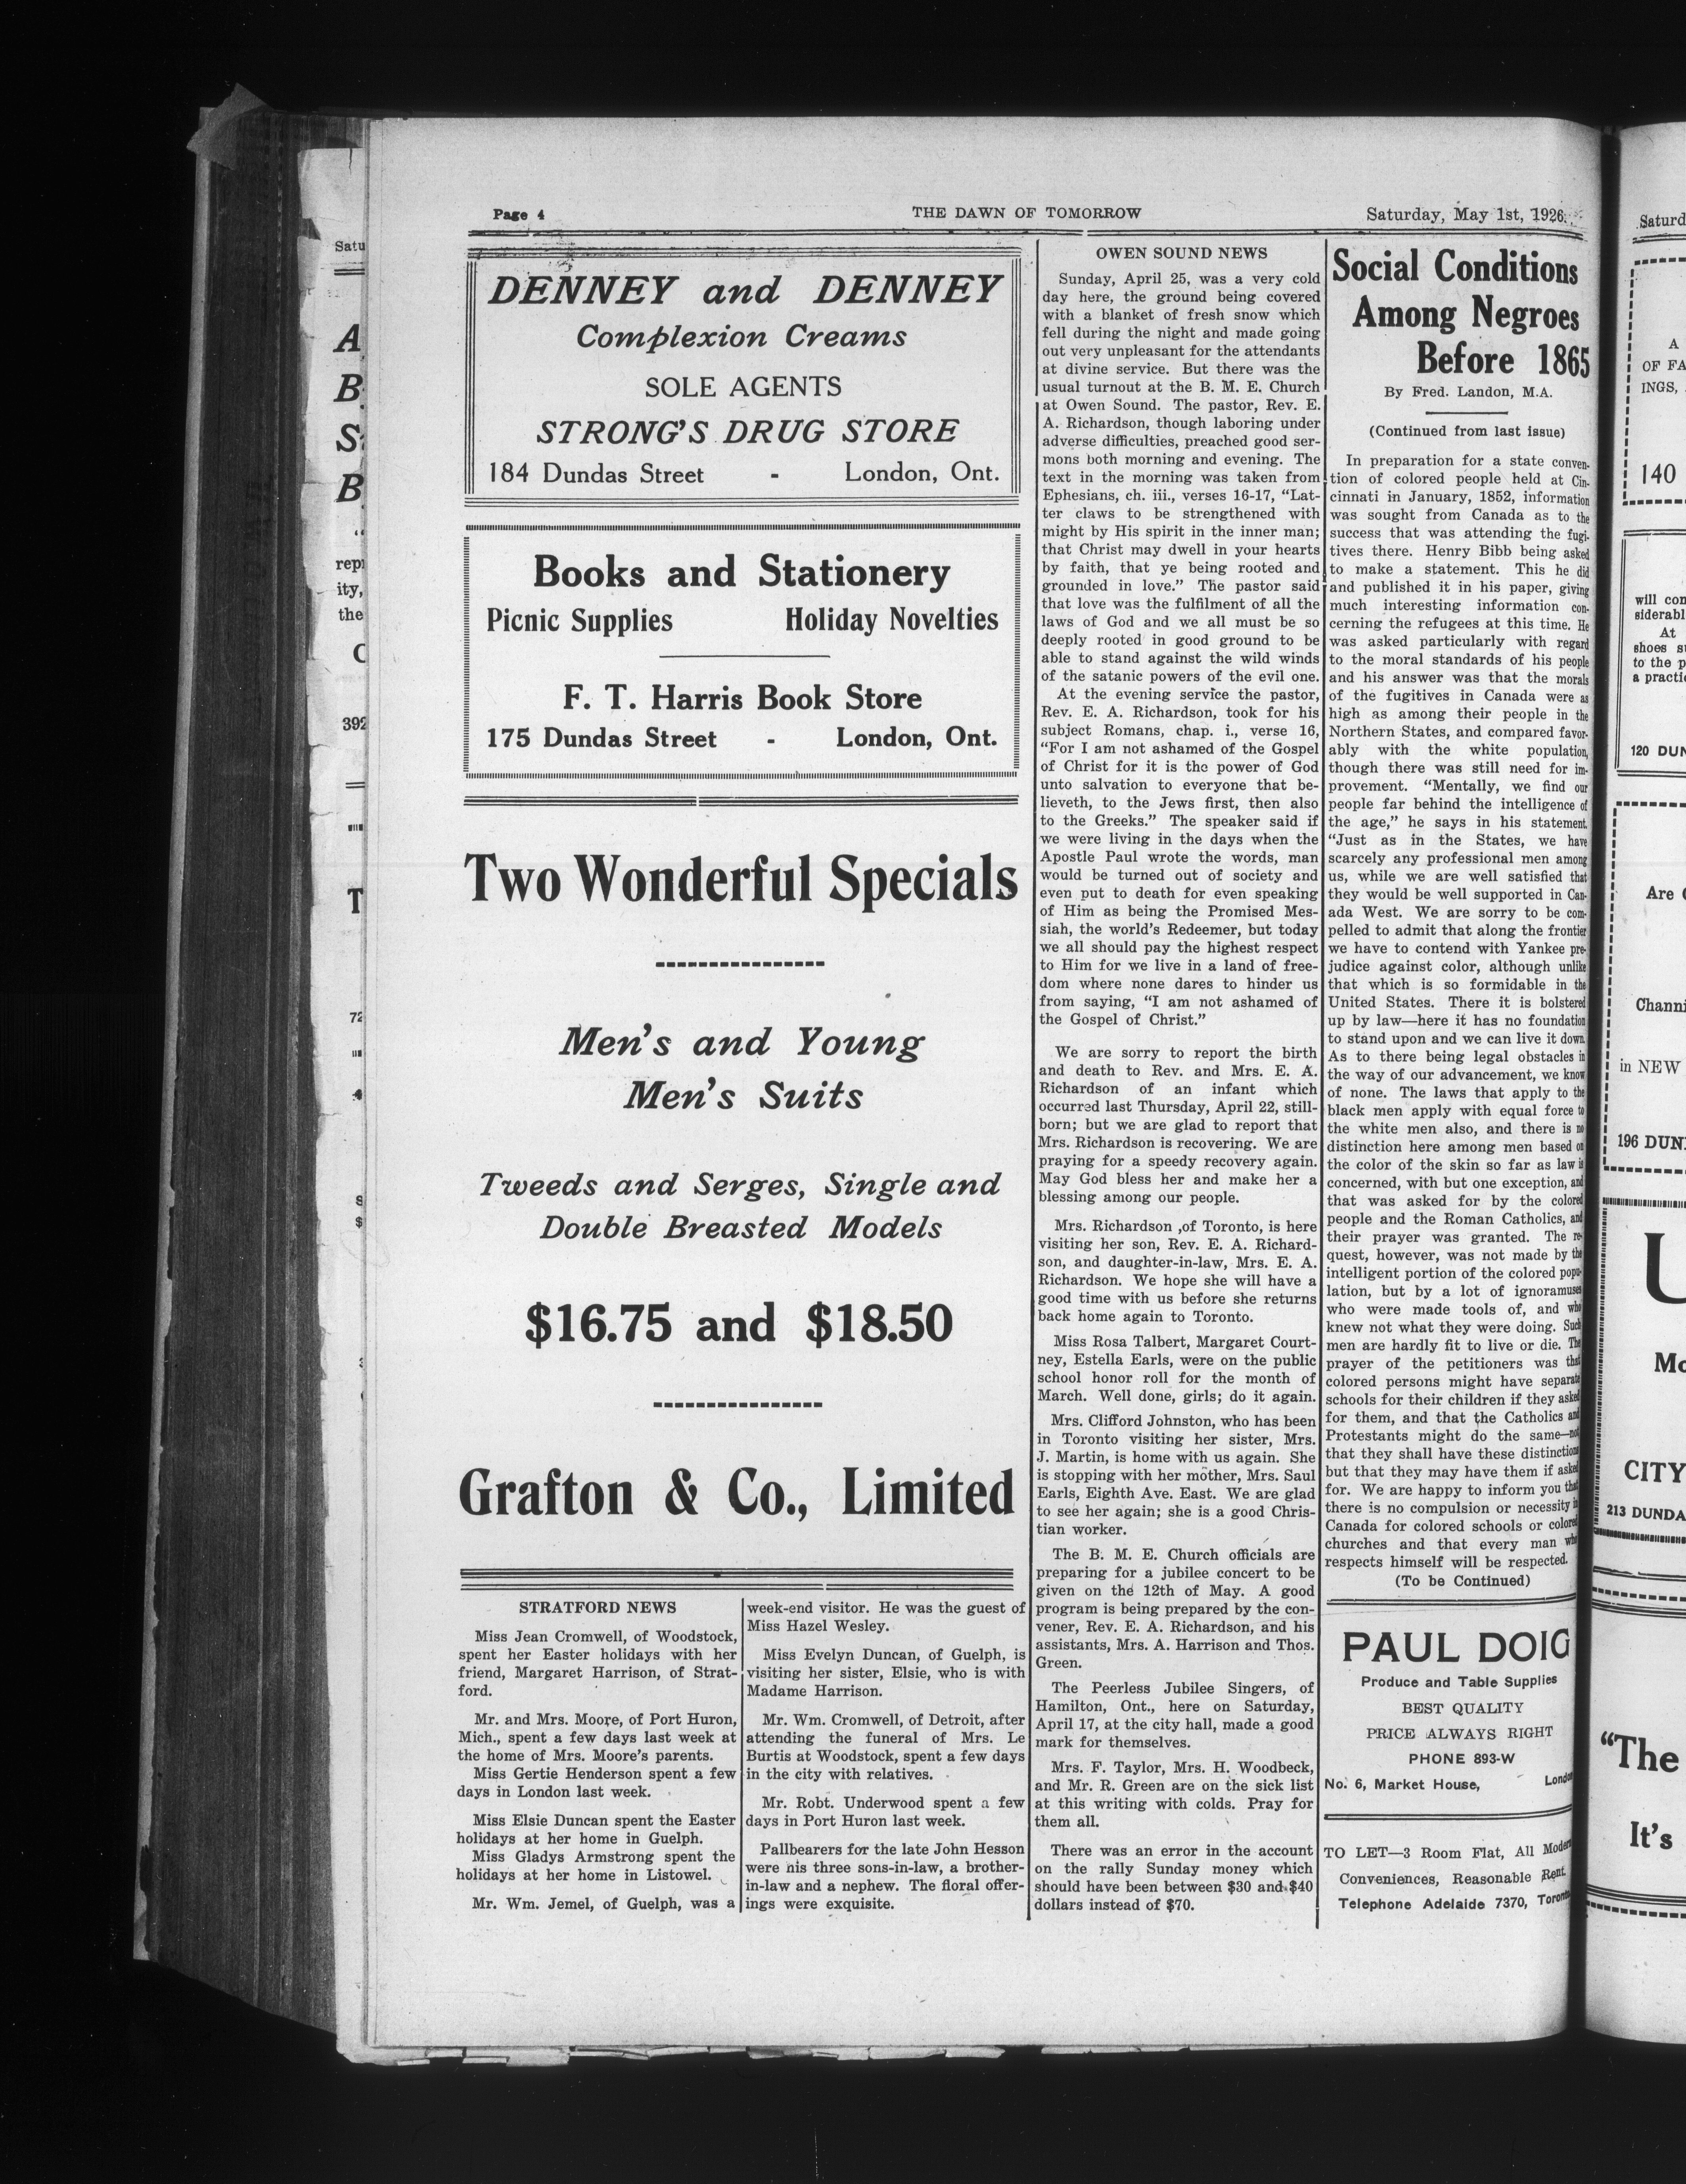 Page 4
THE DAWN OF TOMORROW
Saturday, May 1st, 1926.
DENNEY and DENNEY
Complexion Creams
SOLE AGENTS
STRONG'S DRUG STORE
184 Dundas Street - London, Ont.
Books and Stationery
Picnic Supplies Holiday Novelties
F. T. Harris Book Store
175 Dundas Street - London, Ont.
Two Wonderful Specials
Men's and Young
Men's Suits
Tweeds and Serges, Single and
Double Breasted Models
$16.75 and $18.50
Grafton & Co., Limited
STRATFORD NEWS
Miss Jean Cromwell, of Woodstock,
spent her Easter holidays with her
friend, Margaret Harrison, of Strat-
ford.
Mr. and Mrs. Moore, of Port Huron,
Mich., spent a few days last week at
the home of Mrs. Moore's parents.
Miss Gertie Henderson spent a few
days in London last week.
Miss Elsie Duncan spent the Easter
holidays at her home in Guelph.
Miss Gladys Armstrong spent the
holidays at her home in Listowel.
Mr. Wm. Jemel, of Guelph, was a
week-end visitor. He was the guest of
Miss Hazel Wesley.
Miss Evelyn Duncan, of Guelph, is
visiting her sister, Elsie, who is with
Madame Harrison.
Mr. Wm. Cromwell, of Detroit, after
attending the funeral of Mrs. Le
Burtis at Woodstock, spent a few days
in the city with relatives.
Mr. Robt. Underwood spent a few
days in Port Huron last week.
Pallbearers for the late John Hesson
were his three sons-in-law, a brother-
in-law and a nephew. The floral offer-
ings were exquisite.
OWEN SOUND NEWS
Sunday, April 25, was a very cold
day here, the ground being covered
with a blanket of fresh snow which
fell during the night and made going
out very unpleasant for the attendants
at divine service. But there was the
usual turnout at the B. M. E. Church
at Owen Sound. The pastor, Rev. E.
A. Richardson, though laboring under
adverse difficulties, preached good ser-
mons both morning and evening. The
text in the morning was taken from
Ephesians, ch. iii., verses 16-17, "Lat-
ter claws to be strengthened with
might by His spirit in the inner man;
that Christ may dwell in your hearts
by faith, that ye being rooted and
grounded in love." The pastor said
that love was the fulfilment of all the
laws of God and we all must be so
deeply rooted in good ground to be
able to stand against the wild winds
of the satanic powers of the evil one.
At the evening service the pastor,
Rev. E. A. Richardson, took for his
subject Romans, chap. i., verse 16,
"For I am not ashamed of the Gospel
of Christ for it is the power of God
unto salvation to everyone that be-
lieveth, to the Jews first, then also
to the Greeks." The speaker said if
we were living in the days when the
Apostle Paul wrote the words, man
would be turned out of society and
even put to death for even speaking
of Him as being the Promised Mes-
siah, the world's Redeemer, but today
we all should pay the highest respect
to Him for we live in a land of free-
dom where none dares to hinder us
from saying, "I am not ashamed of
the Gospel of Christ."
We are sorry to report the birth
and death to Rev. and Mrs. E. A.
Richardson of an infant which
occurred last Thursday, April 22, still-
born; but we are glad to report that
Mrs. Richardson is recovering. We are
praying for a speedy recovery again.
May God bless her and make her a
blessing among our people.
Mrs. Richardson ,of Toronto, is here
visiting her son, Rev. E. A. Richard-
son, and daughter-in-law, Mrs. E. A.
Richardson. We hope she will have a
good time with us before she returns
back home again to Toronto.
Miss Rosa Talbert, Margaret Court-
ney, Estella Earls, were on the public
school honor roll for the month of
March. Well done, girls; do it again.
Mrs. Clifford Johnston, who has been
in Toronto visiting her sister, Mrs.
J. Martin, is home with us again. She
is stopping with her mother, Mrs. Saul
Earls, Eighth Ave. East. We are glad
to see her again; she is a good Chris-
tian worker.
The B. M. E. Church officials are
preparing for a jubilee concert to be
given on the 12th of May. A good
program is being prepared by the con-
vener, Rev. E. A. Richardson, and his
assistants, Mrs. A. Harrison and Thos.
Green.
The Peerless Jubilee Singers, of
Hamilton, Ont., here on Saturday,
April 17, at the city hall, made a good
mark for themselves.
Mrs. F. Taylor, Mrs. H. Woodbeck,
and Mr. R. Green are on the sick list
at this writing with colds. Pray for
them all.
There was an error in the account
on the rally Sunday money which
should have been between $30 and $40
dollars instead of $70.
Social Conditions
Among Negroes
Before 1865
By Fred. Landon, M.A.
(Continued from last issue)
In preparation for a state conven-
tion of colored people held at Cin-
cinnati in January, 1852, information
was sought from Canada as to the
success that was attending the fugi-
tives there. Henry Bibb being asked
to make a statement. This he did
and published it in his paper, giving
much interesting information con-
cerning the refugees at this time. He
was asked particularly with regard
to the moral standards of his people
and his answer was that the morals
of the fugitives in Canada were as
high as among their people in the
Northern States, and compared favor-
ably with the white population,
though there was still need for im-
provement. "Mentally, we find our
people far behind the intelligence of
the age," he says in his statement.
"Just as in the States, we have
scarcely any professional men among
us, while we are well satisfied that
they would be well supported in Can-
ada West. We are sorry to be com-
pelled to admit that along the frontier
we have to contend with Yankee pre-
judice against color, although unlike
that which is so formidable in the
United States. There it is bolstered
up by law—here it has no foundation
to stand upon and we can live it down.
As to there being legal obstacles in
the way of our advancement, we know
of none. The laws that apply to the
black men apply with equal force to
the white men also, and there is no
distinction here among men based on
the color of the skin so far as law is
concerned, with but one exception, and
that was asked for by the colored
people and the Roman Catholics, and
their prayer was granted. The re-
quest, however, was not made by the
intelligent portion of the colored popu-
lation, but by a lot of ignoramuses
who were made tools of, and who
knew not what they were doing. Such
men are hardly fit to live or die. The
prayer of the petitioners was that
colored persons might have separate
schools for their children if they asked
for them, and that the Catholics and
Protestants might do the same—not
that they shall have these distinctions
but that they may have them if asked
for. We are happy to inform you that
there is no compulsion or necessity in
Canada for colored schools or colored
churches and that every man who
respects himself will be respected.
(To be Continued)
PAUL DOIG
Produce and Table Supplies
BEST QUALITY
PRICE ALWAYS RIGHT
PHONE 893-W
No. 6, Market House, London
TO LET—3 Room Flat, All Modern
Conveniences, Reasonable Rent.
Telephone Adelaide 7370, Toronto
Satu
A
B
S
B
rep
ity,
the
392
T
72
$
Saturd
A
OF FA
INGS,
140
will con
siderabl
At
shoes s
to the p
a practi
120 DUN
Are
Channi
in NEW
196 DUN
U
Mo
CITY
213 DUNDA
"The
It's